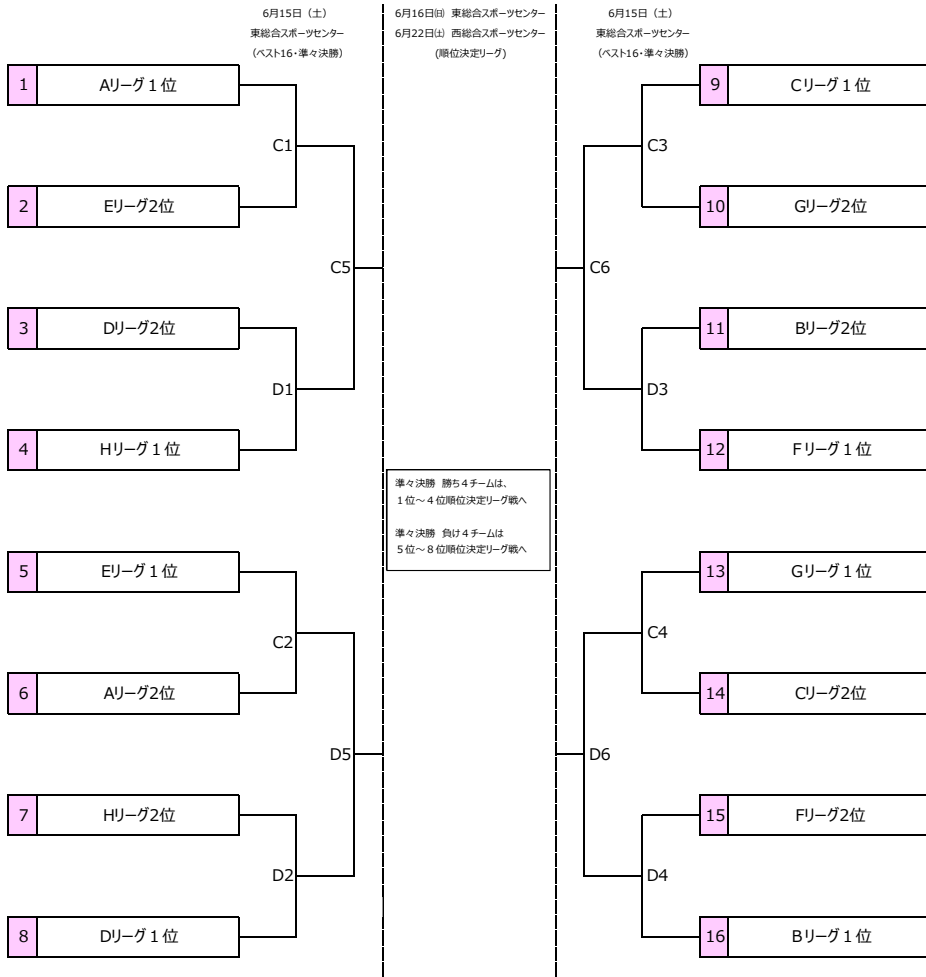 6月15日（土）
東総合スポーツセンター
（ベスト16・準々決勝）
6月16日㈰ 東総合スポーツセンター
6月22日㈯ 西総合スポーツセンター
(順位決定リーグ)
6月15日（土）
東総合スポーツセンター
（ベスト16・準々決勝）
1 Aリーグ１位
C1
2 Eリーグ2位
C5
3 Dリーグ2位
D1
4 Hリーグ１位
5 Eリーグ１位
C2
6 Aリーグ2位
D5
7 Hリーグ2位
D2
8 Dリーグ１位
準々決勝 勝ち４チームは、
１位～４位順位決定リーグ戦へ
準々決勝 負け４チームは
５位～８位順位決定リーグ戦へ
9 Cリーグ１位
C3
10 Gリーグ2位
C6
11 Bリーグ2位
D3
12 Fリーグ１位
13 Gリーグ１位
C4
14 Cリーグ2位
D6
15 Fリーグ2位
D4
16 Bリーグ１位